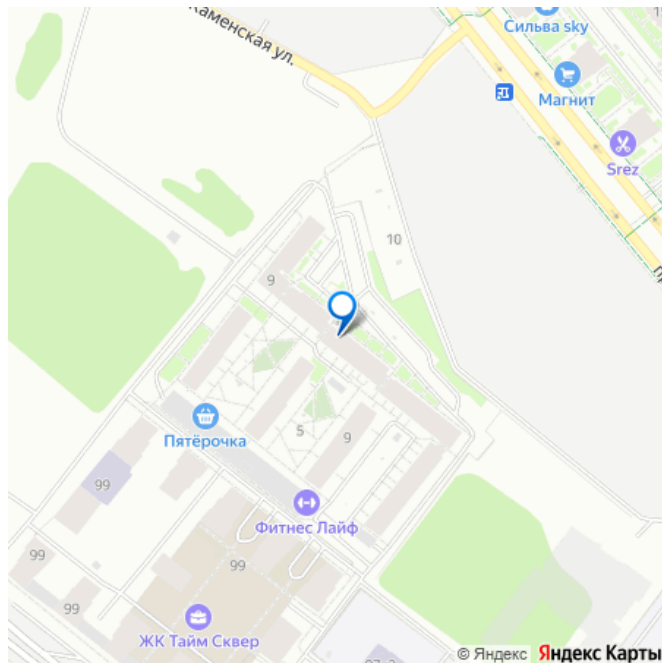 Сильва sky
Каменская ул.
Магнит
Srez
10
9
Пятёрочка
5
9
99
Фитнес Лайф
99
99
99
ЖК Тайм Сквер
© Яндекс Яндекс Карты